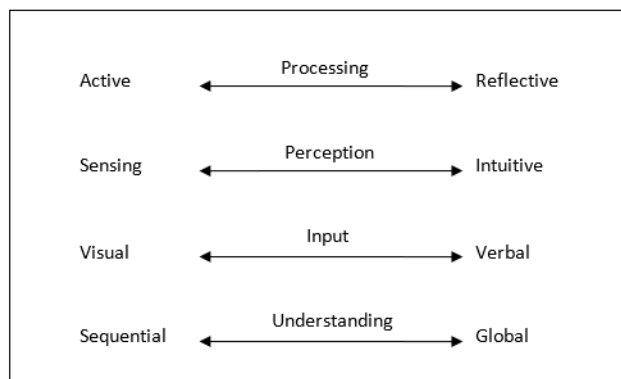 Active Processing Reflective
Sensing Perception Intuitive
Visual Input Verbal
Sequential Understanding Global